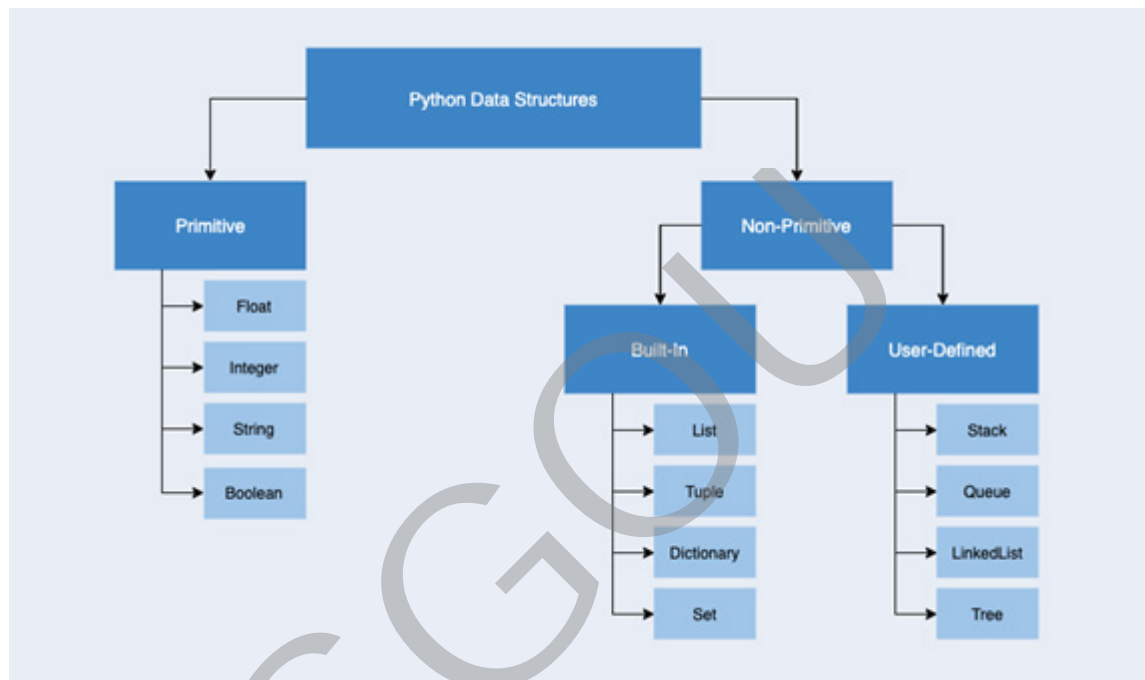 Python Data Structures
Primitive
Non-Primitive
Float
Integer
String
Boolean
Built-In
User-Defined
List
Tuple
Dictionary
Set
Stack
Queue
LinkedList
Tree
SGOU